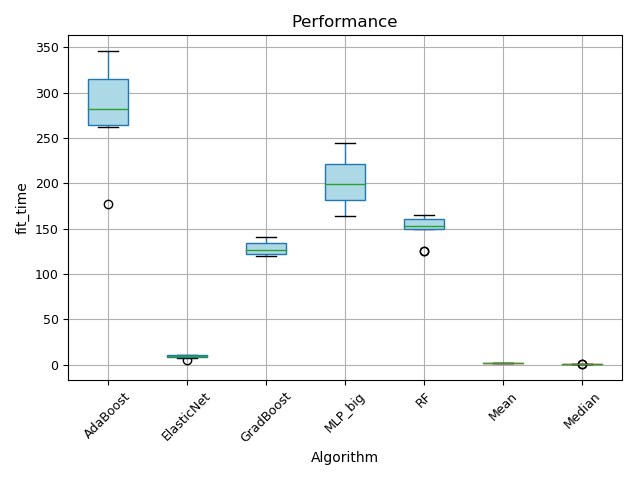 Performance
350
300
250
200
150
100
50
0
fit_time
AdaBoost
ElasticNet
GradBoost
MLP_big
RF
Mean
Median
Algorithm